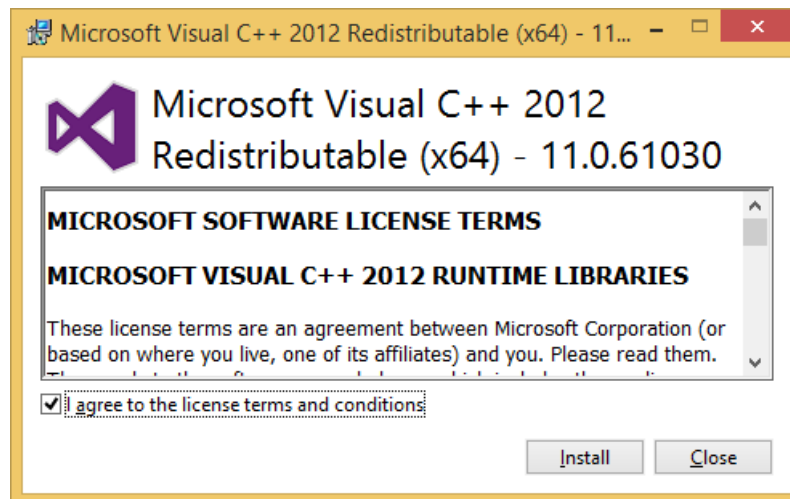 Microsoft Visual C++ 2012 Redistributable (x64) - 11...
Microsoft Visual C++ 2012
Redistributable (x64) - 11.0.61030
MICROSOFT SOFTWARE LICENSE TERMS
MICROSOFT VISUAL C++ 2012 RUNTIME LIBRARIES
These license terms are an agreement between Microsoft Corporation (or
based on where you live, one of its affiliates) and you. Please read them.
I agree to the license terms and conditions
Install Close